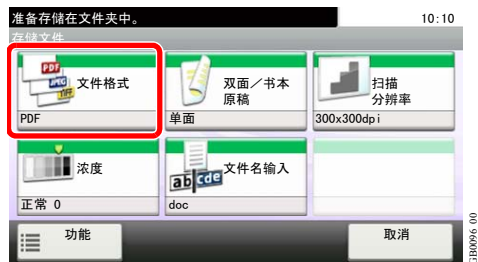 准备存储在文件夹中。 10:10
存储文件
PDF
JPEG
TIFF
文件格式
PDF
双面／书本
原稿
单面
扫描
分辨率
300x300dpi
浓度
正常 0
ab cde
文件名输入
doc
功能
取消
GB0096_00